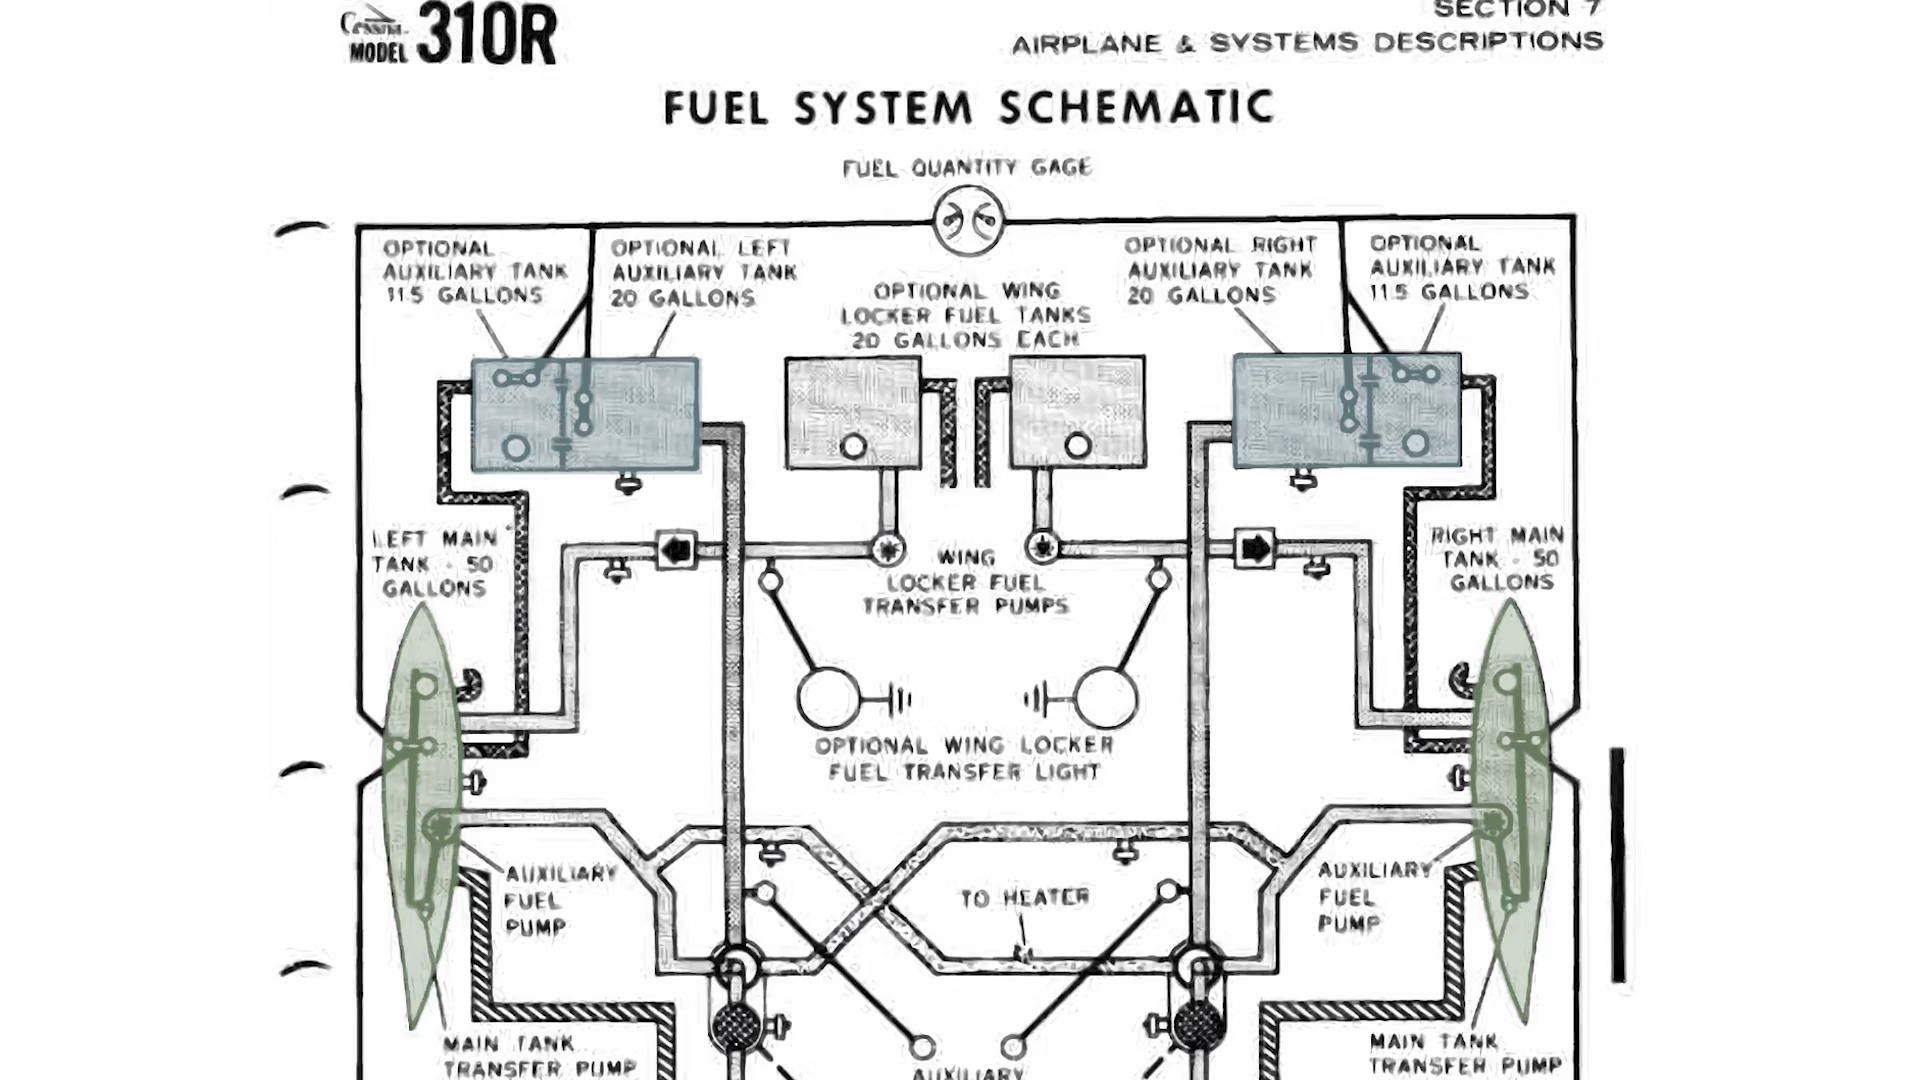 Cessna
MODEL 310R
SECTION 7
AIRPLANE & SYSTEMS DESCRIPTIONS
FUEL SYSTEM SCHEMATIC
FUEL QUANTITY GAGE
OPTIONAL
AUXILIARY TANK
11.5 GALLONS
OPTIONAL LEFT
AUXILIARY TANK
20 GALLONS
OPTIONAL WING
LOCKER FUEL TANKS
20 GALLONS EACH
OPTIONAL RIGHT
AUXILIARY TANK
20 GALLONS
OPTIONAL
AUXILIARY TANK
11.5 GALLONS
LEFT MAIN
TANK - 50
GALLONS
WING
LOCKER FUEL
TRANSFER PUMPS
RIGHT MAIN
TANK - 50
GALLONS
OPTIONAL WING LOCKER
FUEL TRANSFER LIGHT
AUXILIARY
FUEL
PUMP
TO HEATER
AUXILIARY
FUEL
PUMP
MAIN TANK
TRANSFER PUMP
AUXILIARY
MAIN TANK
TRANSFER PUMP